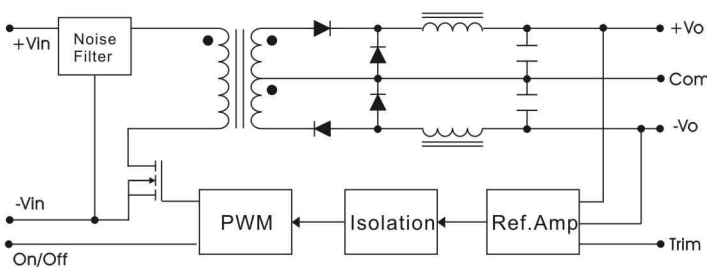 +Vin
Noise
Filter
+Vo
Com
-Vo
-Vin
PWM
Isolation
Ref.Amp
On/Off
Trim